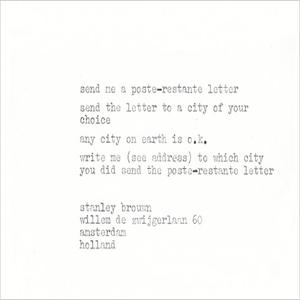 send me a poste-restante letter
send the letter to a city of your
choice
any city on earth is o.k.
write me (see address) to which city
you did send the poste-restante letter
stanley brouwn
willem de zwijgerlaan 60
amsterdam
holland